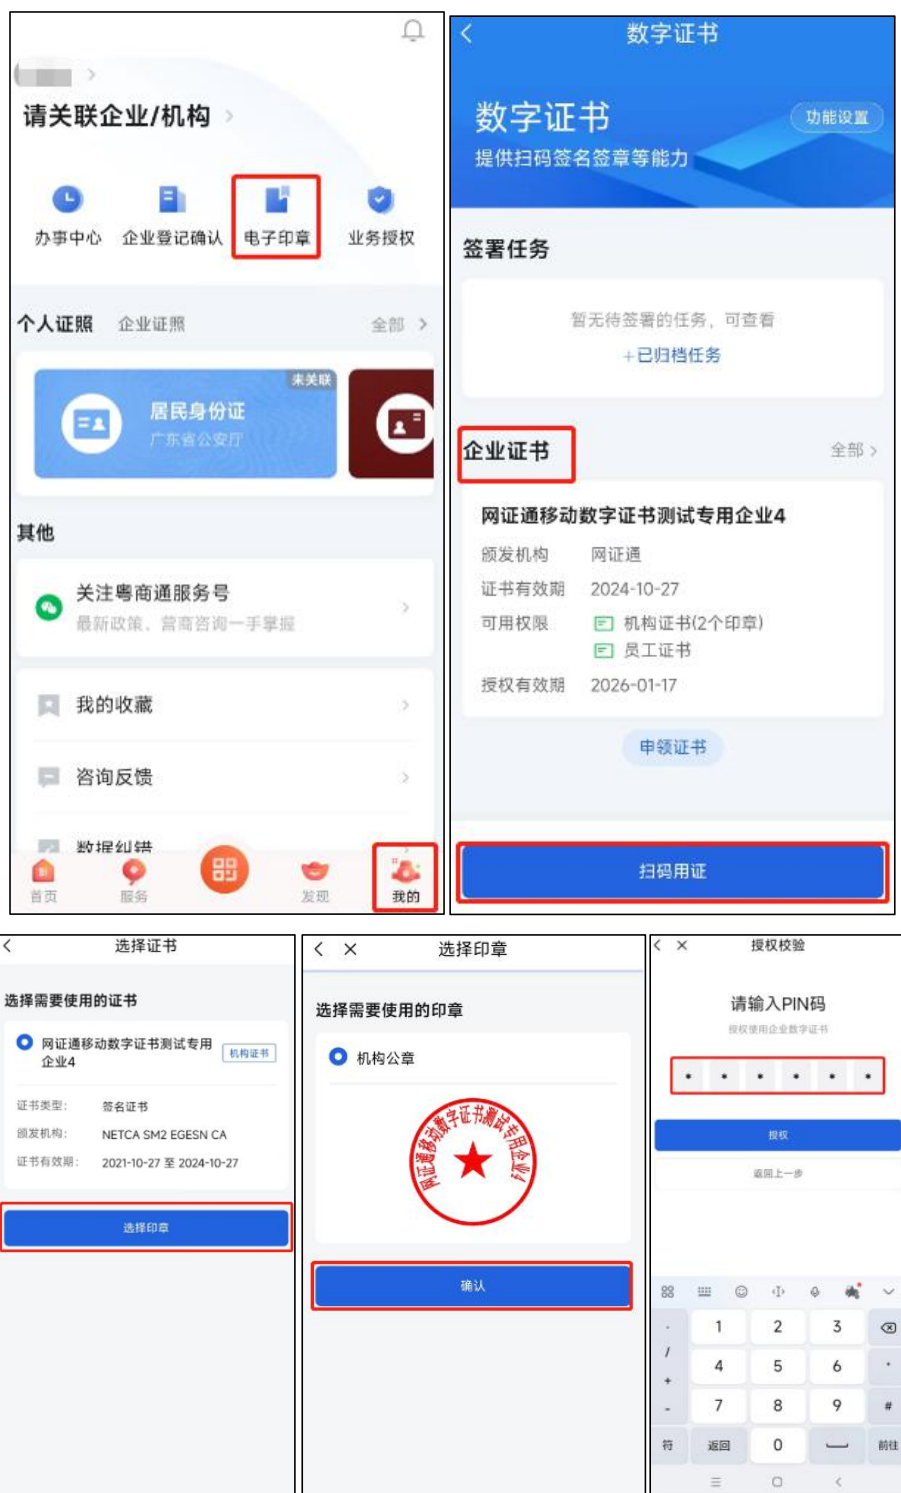 请关联企业/机构
办事中心 企业登记确认 电子印章 业务授权
个人证照 企业证照 全部
未关联
居民身份证
广东省公安厅
其他
关注粤商通服务号
最新政策、营商咨询一手掌握
我的收藏
咨询反馈
数据纠错
首页 服务 发现 我的
数字证书
数字证书
功能设置
提供扫码签名签章等能力
签署任务
暂无待签署的任务，可查看
+已归档任务
企业证书 全部
网证通移动数字证书测试专用企业4
颁发机构 网证通
证书有效期 2024-10-27
可用权限 机构证书(2个印章)
员工证书
授权有效期 2026-01-17
申领证书
扫码用证
选择证书
选择需要使用的证书
网证通移动数字证书测试专用
企业4
机构证书
证书类型: 签名证书
颁发机构: NETCA SM2 EGESN CA
证书有效期: 2021-10-27 至 2024-10-27
选择印章
选择印章
选择需要使用的印章
机构公章
网证通移动数字证书测试专用企业4
确认
授权校验
请输入PIN码
授权使用企业数字证书
* * * * * *
授权
返回上一步
1 2 3
/ 4 5 6
+
- 7 8 9 #
符 返回 0 前往